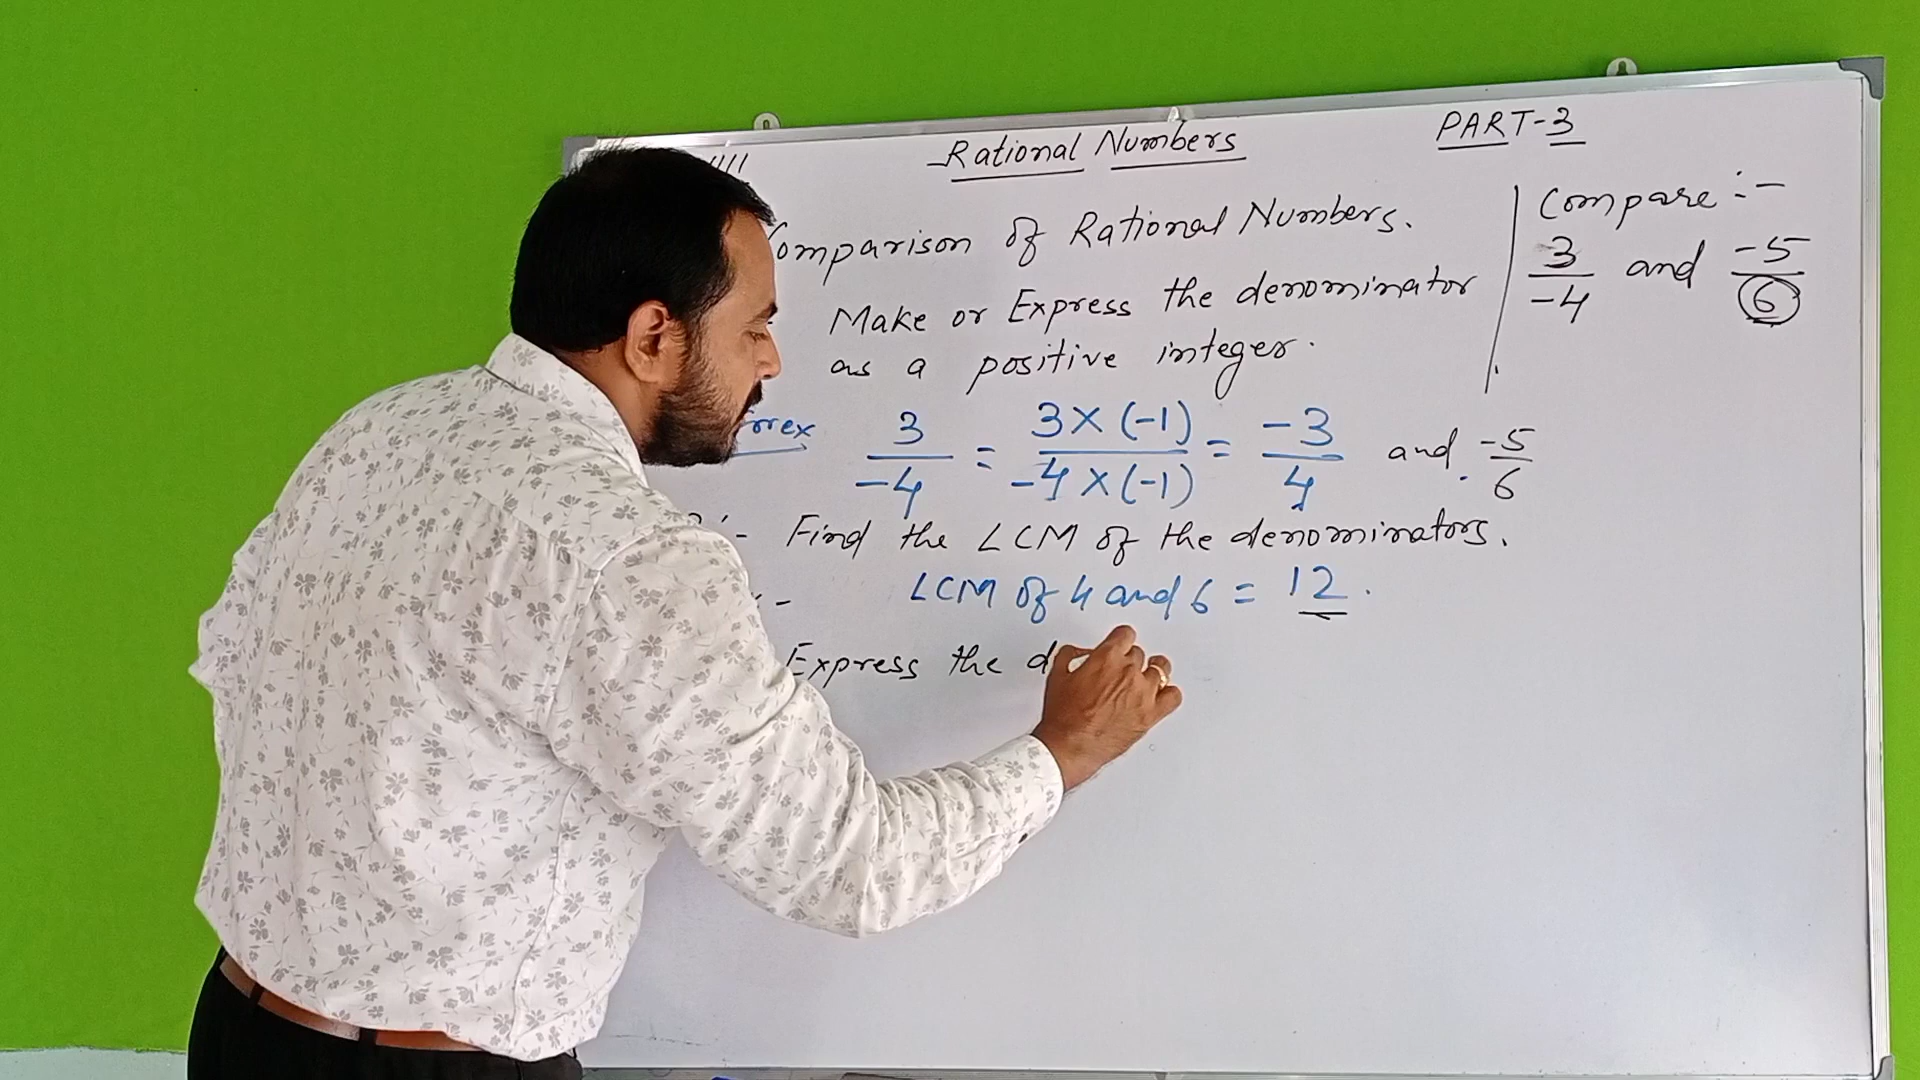 Rational Numbers
PART-3
omparison of Rational Numbers.
Make or Express the denominator
as a positive integer.
Compare :-
3/-4 and -5/6
3/-4 = 3×(-1)/-4×(-1) = -3/4 and -5/6
:- Find the LCM of the denominators.
LCM of 4 and 6 = 12.
Express the d